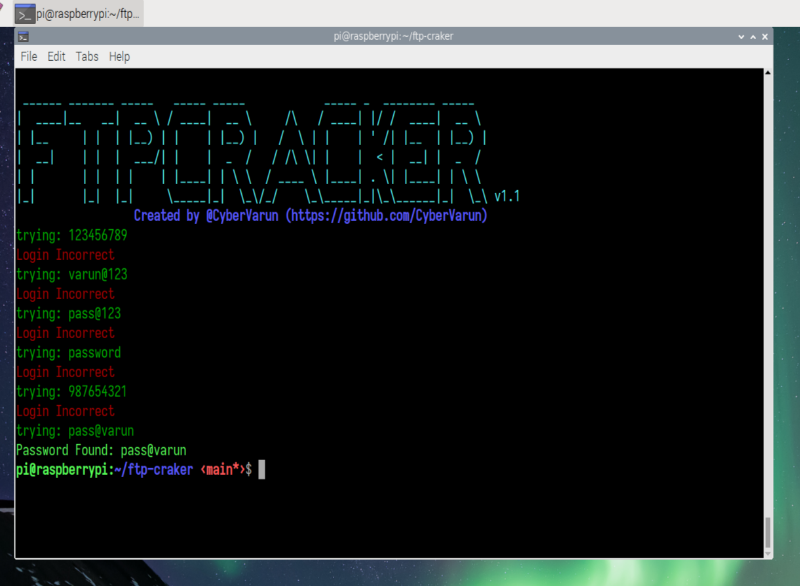 pi@raspberrypi:~/ftp...
pi@raspberrypi:~/ftp-craker
File Edit Tabs Help
FTPCRACKER v1.1
Created by @CyberVarun (https://github.com/CyberVarun)
trying: 123456789
Login Incorrect
trying: varun@123
Login Incorrect
trying: pass@123
Login Incorrect
trying: password
Login Incorrect
trying: 987654321
Login Incorrect
trying: pass@varun
Password Found: pass@varun
pi@raspberrypi:~/ftp-craker <main*>$